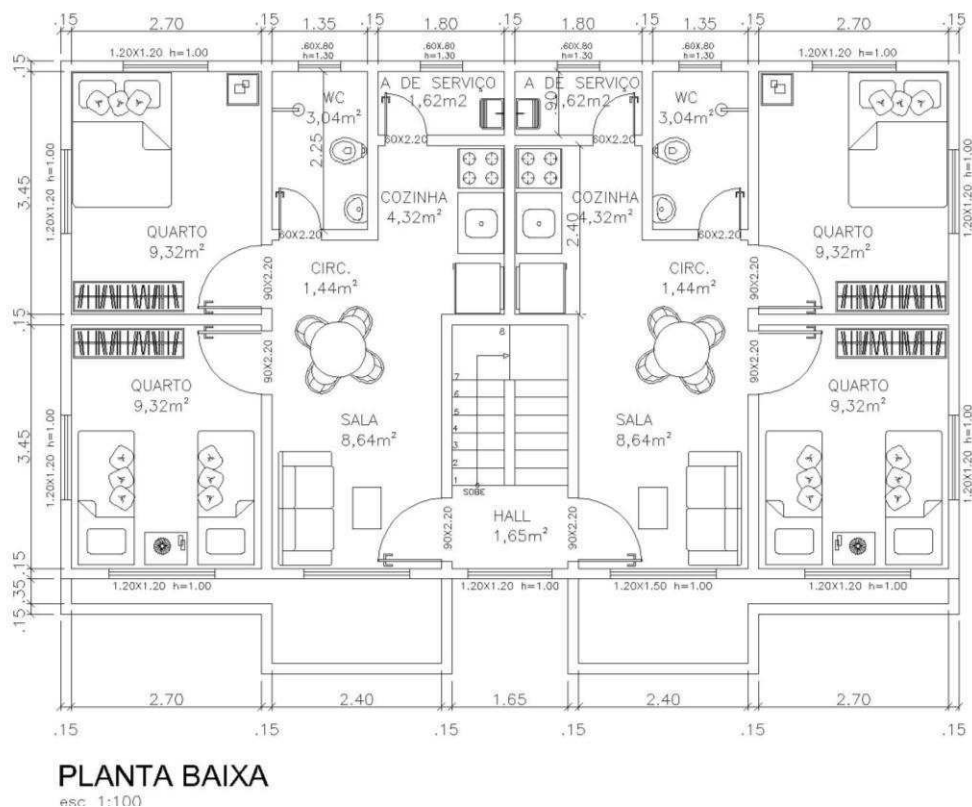 .15 2.70 .15 1.35 .15 1.80 .15 1.80 .15 1.35 .15 2.70 .15
1.20X1.20 h=1.00
.60X.80
h=1.30
.60X.80
h=1.30
.60X.80
h=1.30
.60X.80
h=1.30
1.20X1.20 h=1.00
.15
A DE SERVIÇO
1,62m2
A DE SERVIÇO
1,62m2
.90
WC
3,04m²
WC
3,04m²
2.25
60X2.20
60X2.20
1.20X1.20 h=1.00
3.45
1.20X1.20 h=1.00
COZINHA
4,32m²
COZINHA
4,32m²
2.40
QUARTO
9,32m²
60X2.20
60X2.20
QUARTO
9,32m²
90X2.20
CIRC.
1,44m²
CIRC.
1,44m²
90X2.20
.15
8
90X2.20
90X2.20
QUARTO
9,32m²
7
6
5
4
3
2
1
SOBE
QUARTO
9,32m²
SALA
8,64m²
SALA
8,64m²
3.45
1.20X1.20 h=1.00
1.20X1.20 h=1.00
90X2.20
HALL
1,65m²
90X2.20
.15
1.20X1.20 h=1.00
1.20X1.20 h=1.00
1.20X1.50 h=1.00
1.20X1.20 h=1.00
.35
.15
2.70 2.40 1.65 2.40 2.70
.15 .15 .15 .15 .15 .15
PLANTA BAIXA
esc 1:100